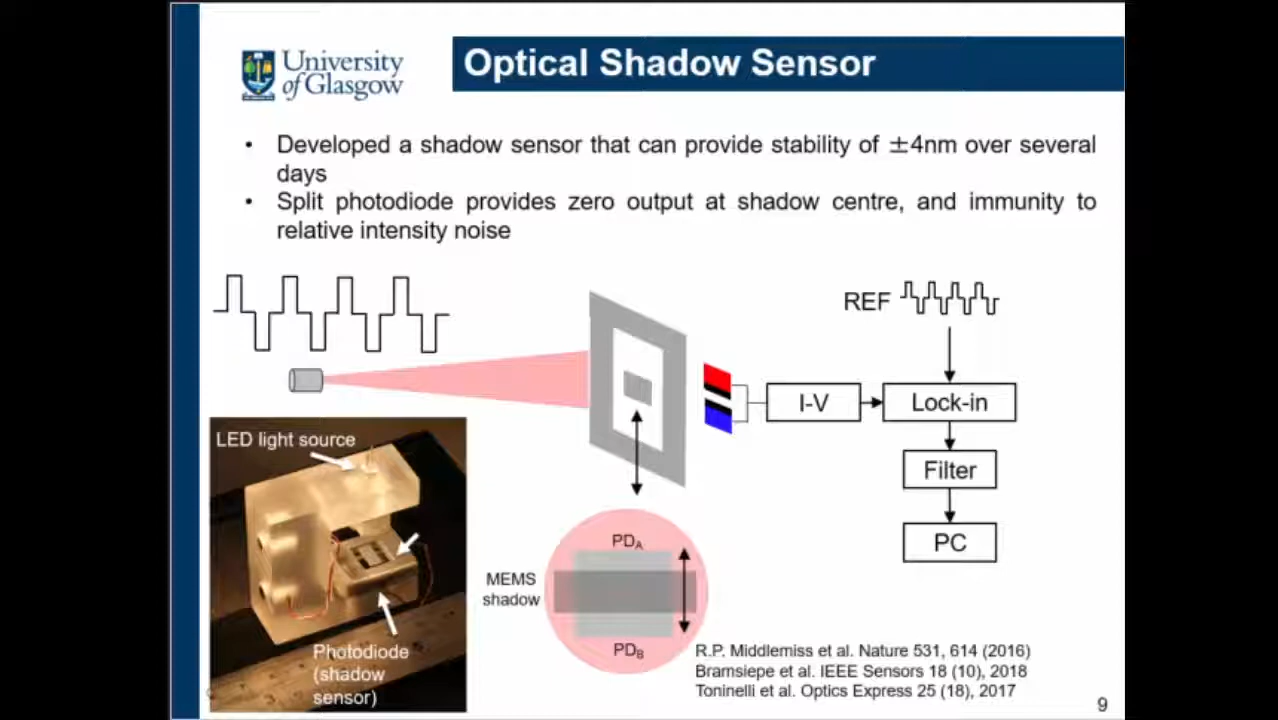 University
of Glasgow
Optical Shadow Sensor
• Developed a shadow sensor that can provide stability of ±4nm over several
days
• Split photodiode provides zero output at shadow centre, and immunity to
relative intensity noise
REF
I-V
Lock-in
Filter
PC
LED light source
Photodiode
(shadow
sensor)
PDA
MEMS
shadow
PDB
R.P. Middlemiss et al. Nature 531, 614 (2016)
Bramsiepe et al. IEEE Sensors 18 (10), 2018
Toninelli et al. Optics Express 25 (18), 2017
9